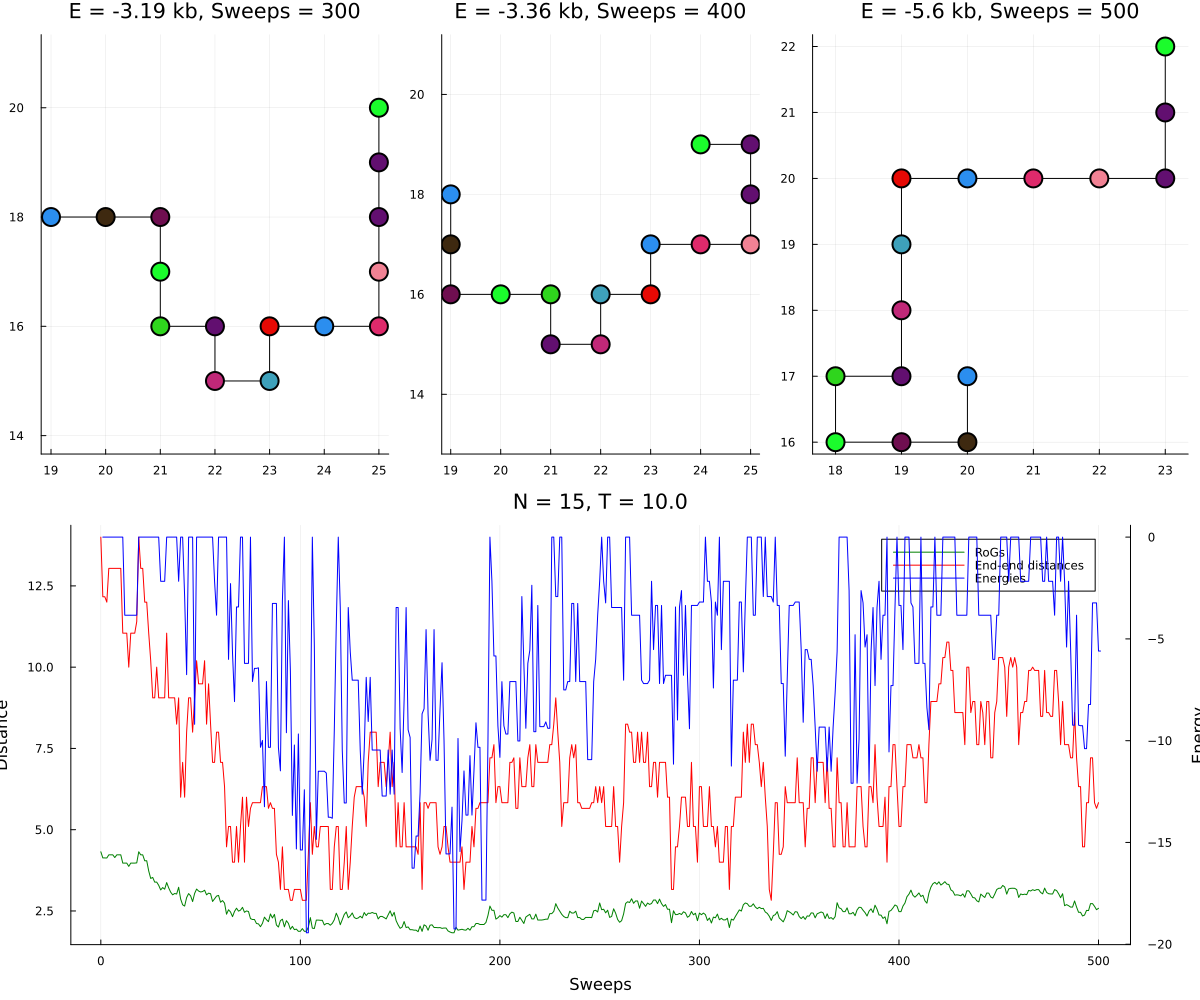 E = -3.19 kb, Sweeps = 300
E = -3.36 kb, Sweeps = 400
E = -5.6 kb, Sweeps = 500
20
18
16
14
19 20 21 22 23 24 25
20
18
16
14
19 20 21 22 23 24 25
22
21
20
19
18
17
16
18 19 20 21 22 23
N = 15, T = 10.0
Distance
12.5
10.0
7.5
5.0
2.5
RoGs
End-end distances
Energies
0
−5
−10
−15
−20
Energy
0 100 200 300 400 500
Sweeps